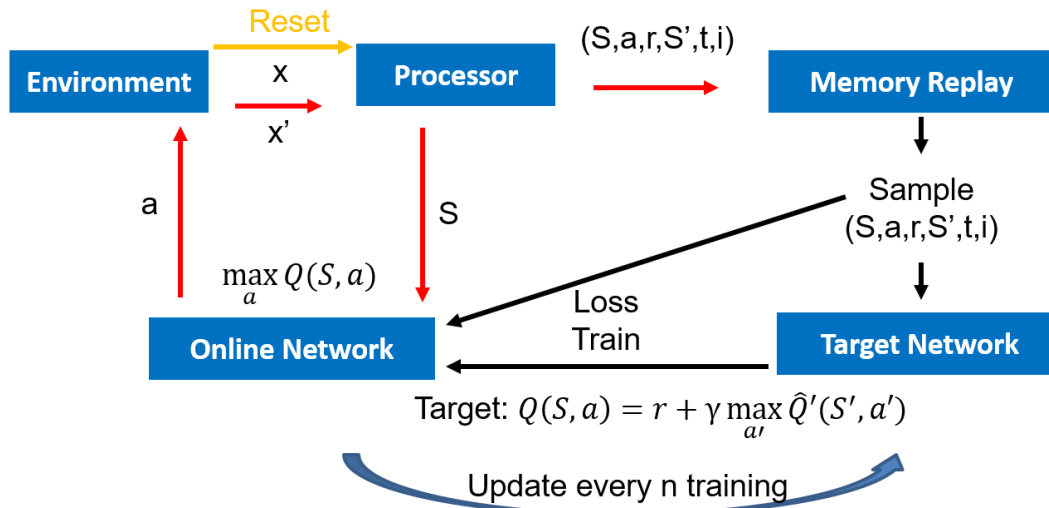 Reset
(S,a,r,S’,t,i)
Environment
x
Processor
Memory Replay
x’
a
S
Sample
(S,a,r,S’,t,i)
max Q(S, a)
a
Loss
Train
Online Network
Target Network
Target: Q(S, a) = r + γ max Q̂′(S′, a′)
a′
Update every n training